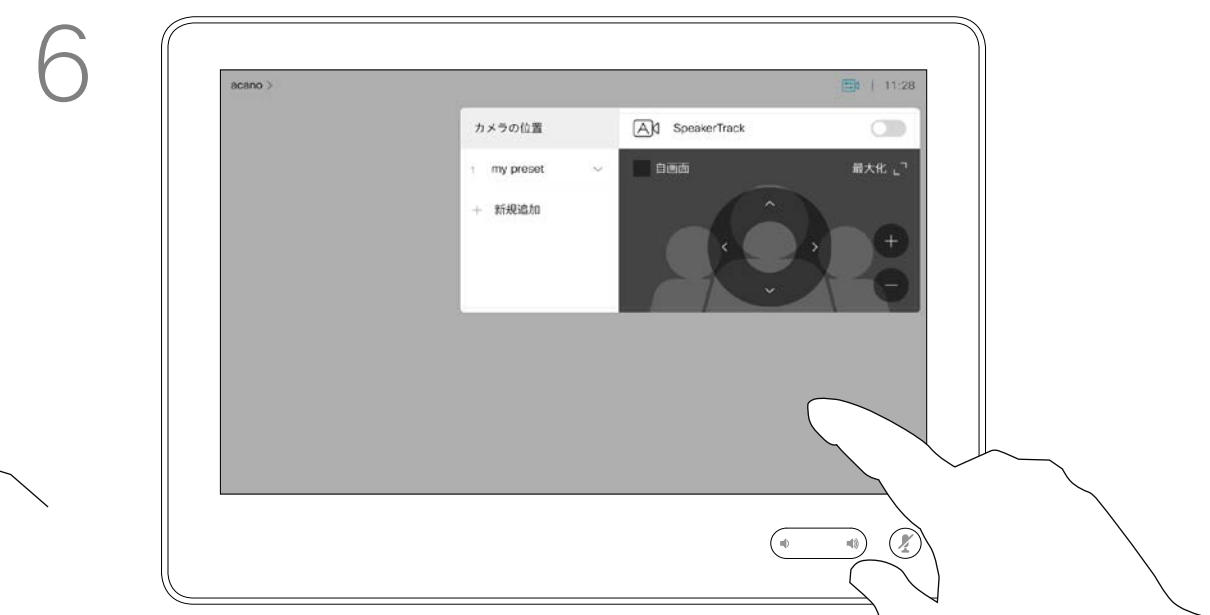 6
acano >
11:28
カメラの位置
SpeakerTrack
1 my preset
自画面
最大化
+ 新規追加